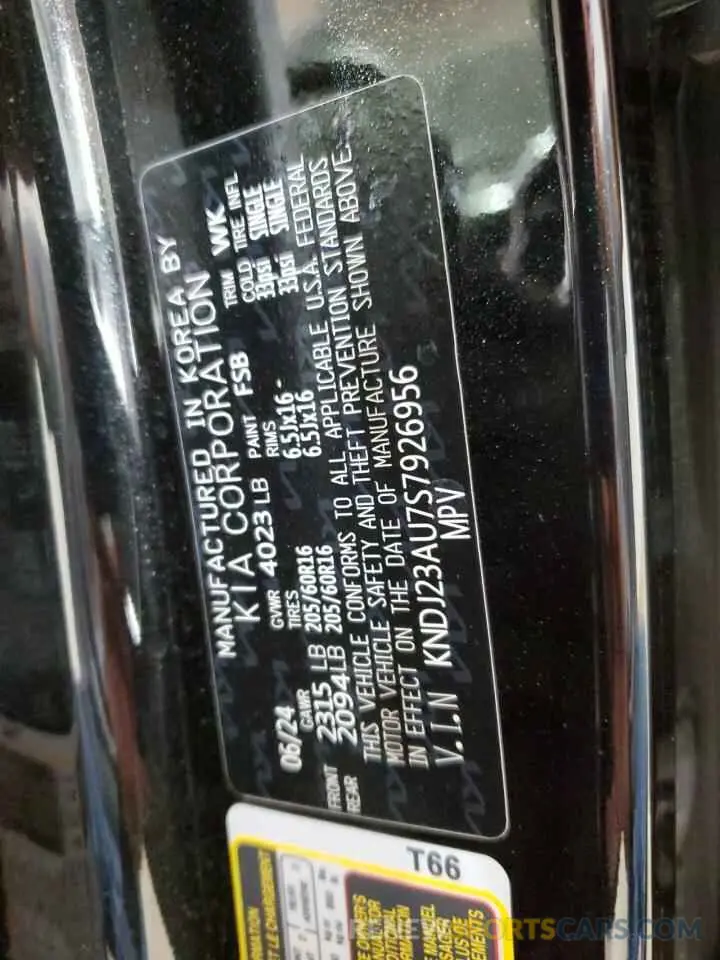 MANUFACTURED IN KOREA BY
KIA CORPORATION
06/24 GVWR 4023 LB PAINT FSB TRIM WK
GAWR TIRES RIMS COLD TIRE INFL
FRONT 2315 LB 205/60R16 6.5Jx16 - 33psi SINGLE
REAR 2094LB 205/60R16 6.5Jx16 33psi SINGLE
THIS VEHICLE CONFORMS TO ALL APPLICABLE U.S.A. FEDERAL
MOTOR VEHICLE SAFETY AND THEFT PREVENTION STANDARDS
IN EFFECT ON THE DATE OF MANUFACTURE SHOWN ABOVE.
V.I.N KNDJ23AU7S7926956
MPV
T66